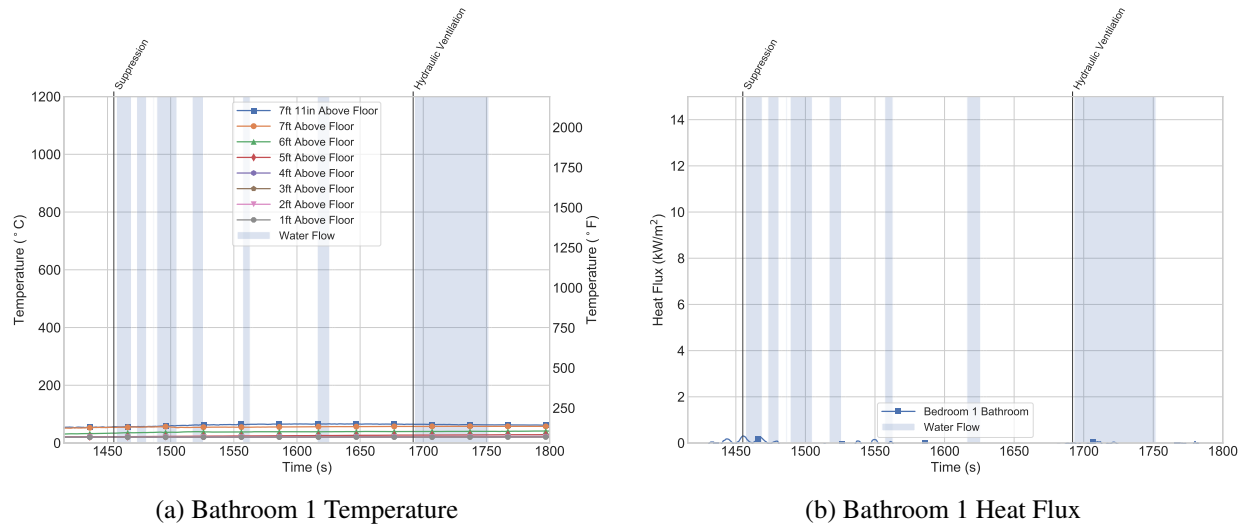 Suppression
Hydraulic Ventilation
1200
1000
800
600
400
200
0
Temperature (°C)
2000
1750
1500
1250
1000
750
500
250
Temperature (°F)
7ft 11in Above Floor
7ft Above Floor
6ft Above Floor
5ft Above Floor
4ft Above Floor
3ft Above Floor
2ft Above Floor
1ft Above Floor
Water Flow
1450 1500 1550 1600 1650 1700 1750 1800
Time (s)
(a) Bathroom 1 Temperature
Suppression
Hydraulic Ventilation
14
12
10
8
6
4
2
0
Heat Flux (kW/m²)
Bedroom 1 Bathroom
Water Flow
1450 1500 1550 1600 1650 1700 1750 1800
Time (s)
(b) Bathroom 1 Heat Flux